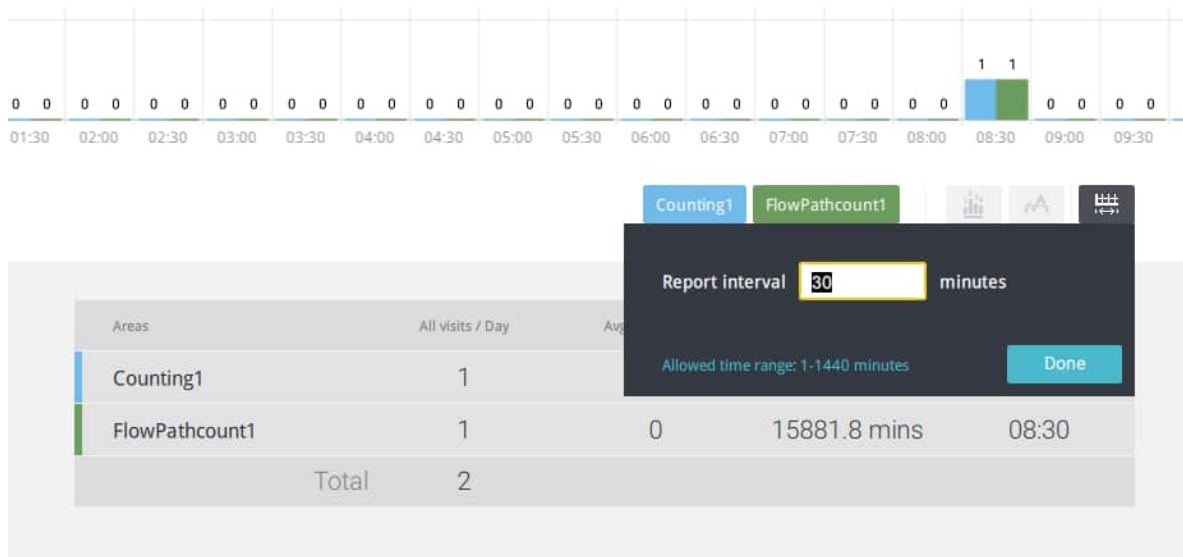 1 1
0 0 0 0 0 0 0 0 0 0 0 0 0 0 0 0 0 0 0 0 0 0 0 0 0 0 0 0 0 0 0 0
01:30 02:00 02:30 03:00 03:30 04:00 04:30 05:00 05:30 06:00 06:30 07:00 07:30 08:00 08:30 09:00 09:30
Counting1 FlowPathcount1
Report interval 30 minutes
Allowed time range: 1-1440 minutes Done
Areas All visits / Day
Counting1 1
FlowPathcount1 1 0 15881.8 mins 08:30
Total 2